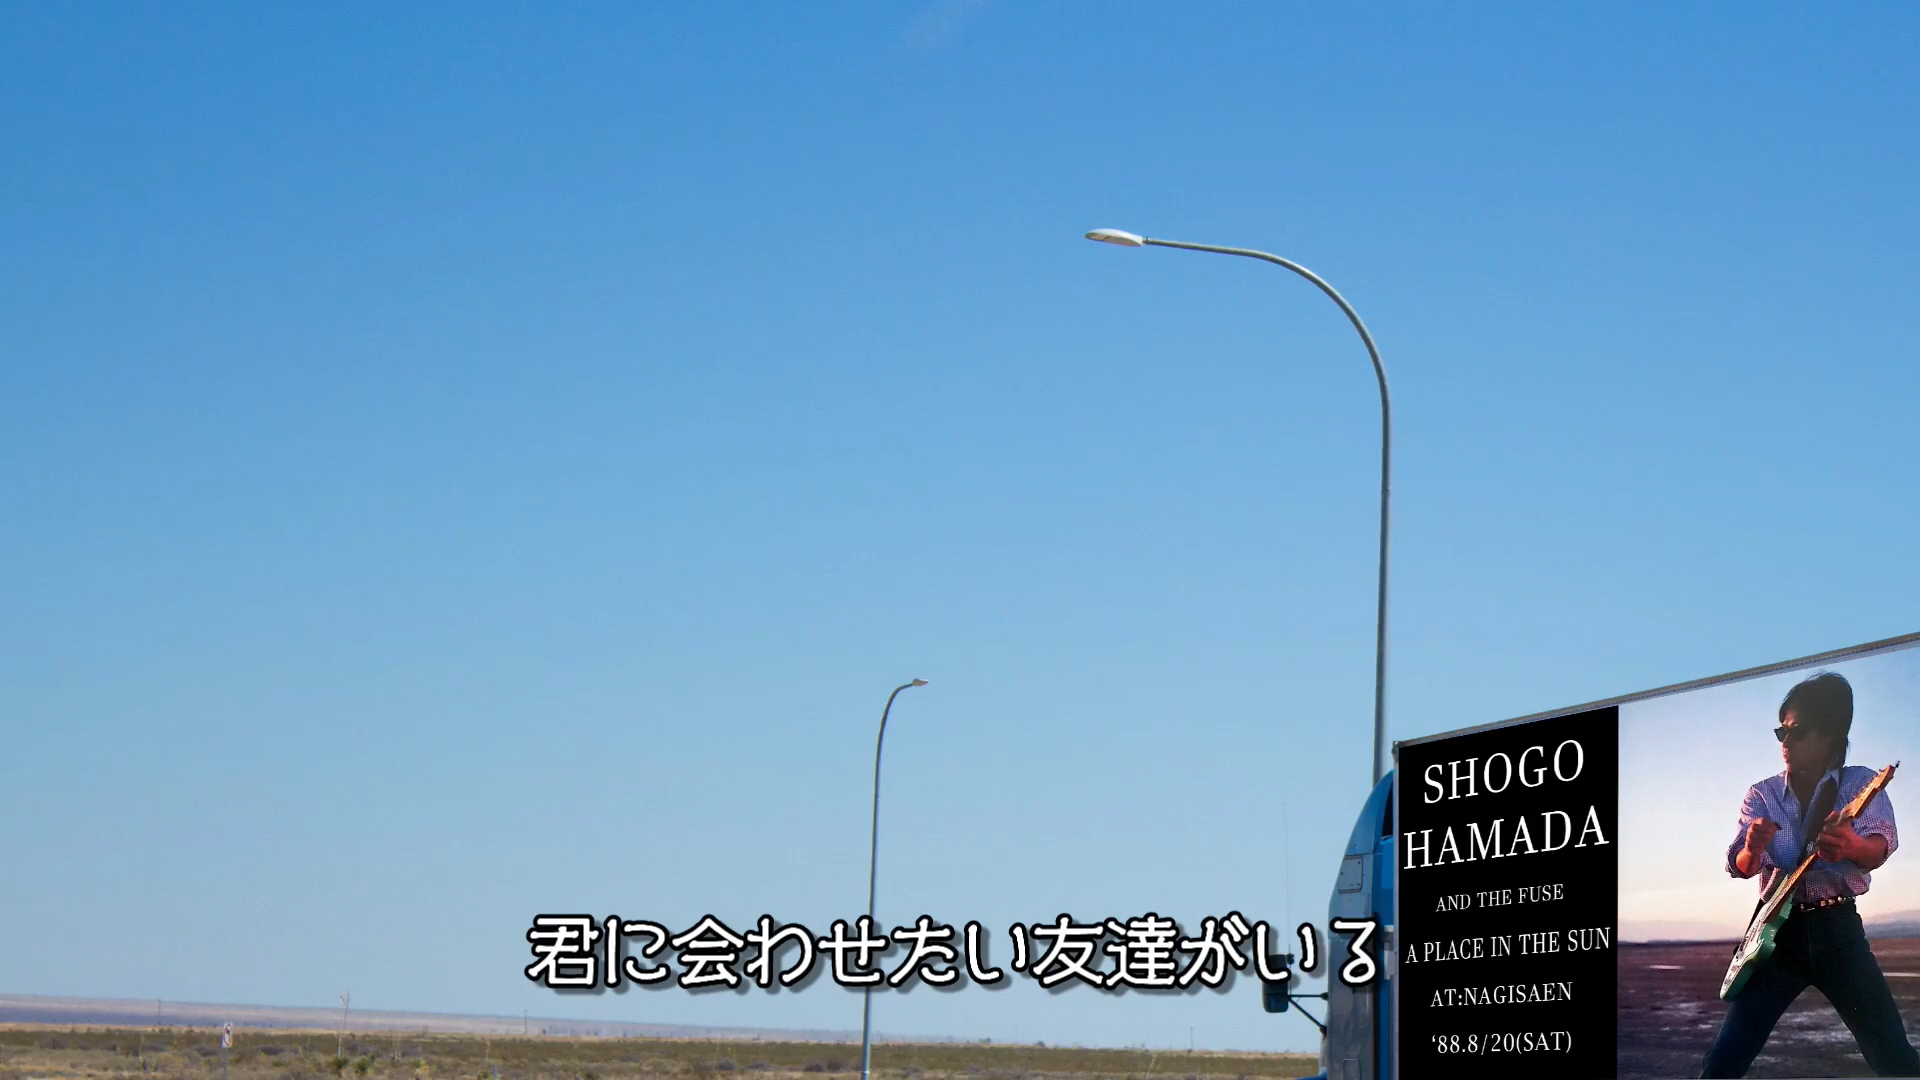 君に会わせたい友達がいる
SHOGO
HAMADA
AND THE FUSE
A PLACE IN THE SUN
AT:NAGISAEN
‘88.8/20(SAT)